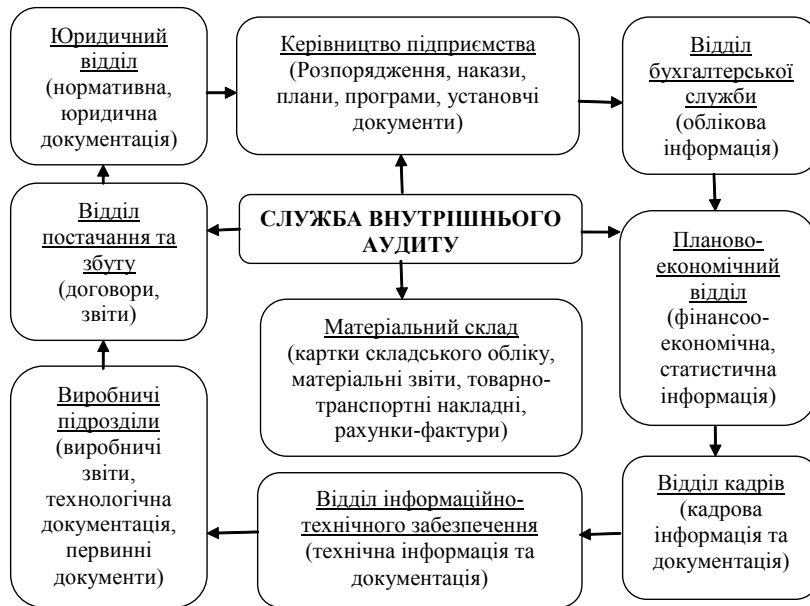 Юридичний
відділ
(нормативна,
юридична
документація)
Керівництво підприємства
(Розпорядження, накази,
плани, програми, установчі
документи)
Відділ
бухгалтерської
служби
(облікова
інформація)
Відділ
постачання та
збуту
(договори,
звіти)
СЛУЖБА ВНУТРІШНЬОГО
АУДИТУ
Планово-
економічний
відділ
(фінансо-
економічна,
статистична
інформація)
Матеріальний склад
(картки складського обліку,
матеріальні звіти, товарно-
транспортні накладні,
рахунки-фактури)
Виробничі
підрозділи
(виробничі
звіти,
технологічна
документація,
первинні
документи)
Відділ інформаційно-
технічного забезпечення
(технічна інформація та
документація)
Відділ кадрів
(кадрова
інформація та
документація)